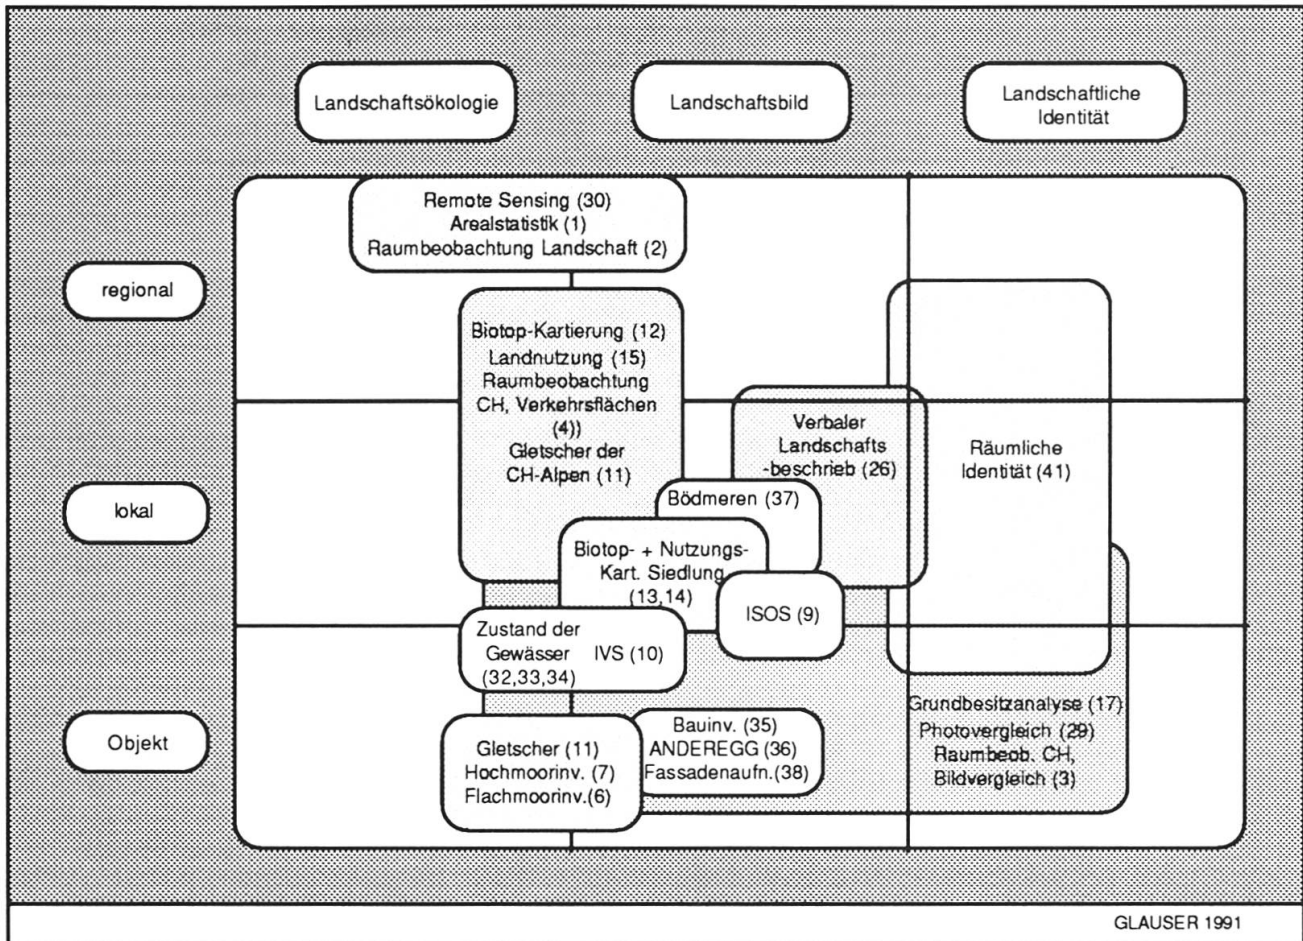 Landschaftsökologie
Landschaftsbild
Landschaftliche
Identität
regional
lokal
Objekt
Remote Sensing (30)
Arealstatistik (1)
Raumbeobachtung Landschaft (2)
Biotop-Kartierung (12)
Landnutzung (15)
Raumbeobachtung
CH, Verkehrsflächen
(4))
Gletscher der
CH-Alpen (11)
Verbaler
Landschafts
-beschrieb (26)
Räumliche
Identität (41)
Bödmeren (37)
Biotop- + Nutzungs-
Kart. Siedlung
(13,14)
ISOS (9)
Zustand der
Gewässer
(32,33,34)
IVS (10)
Gletscher (11)
Hochmoorinv. (7)
Flachmoorinv.(6)
Bauinv. (35)
ANDEREGG (36)
Fassadenaufn.(38)
Grundbesitzanalyse (17)
Photovergleich (29)
Raumbeob. CH,
Bildvergleich (3)
GLAUSER 1991